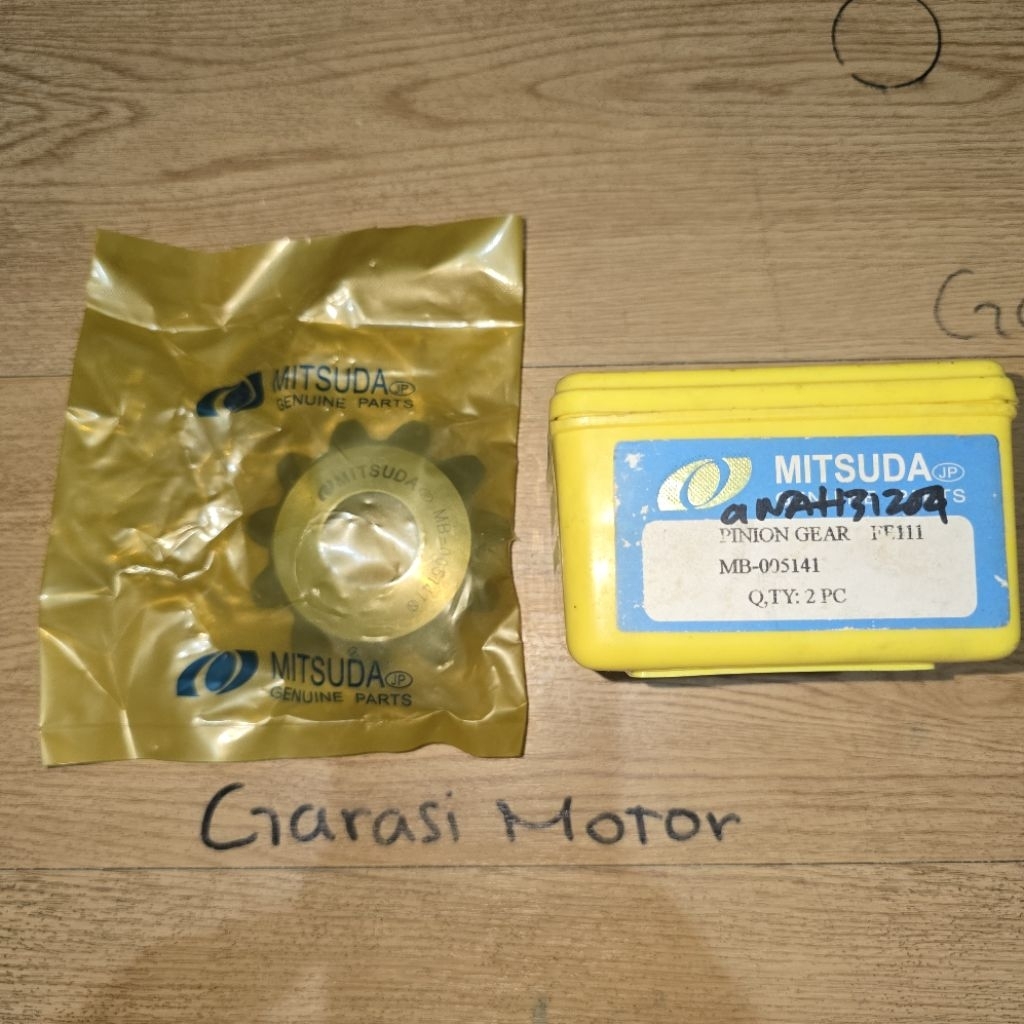 MITSUDA JP
GENUINE PARTS
MITSUDA ®
MITSUDA JP
GENUINE PARTS
MITSUDA JP
PINION GEAR FE111
MB-005141
Q,TY: 2 PC
Garasi Motor